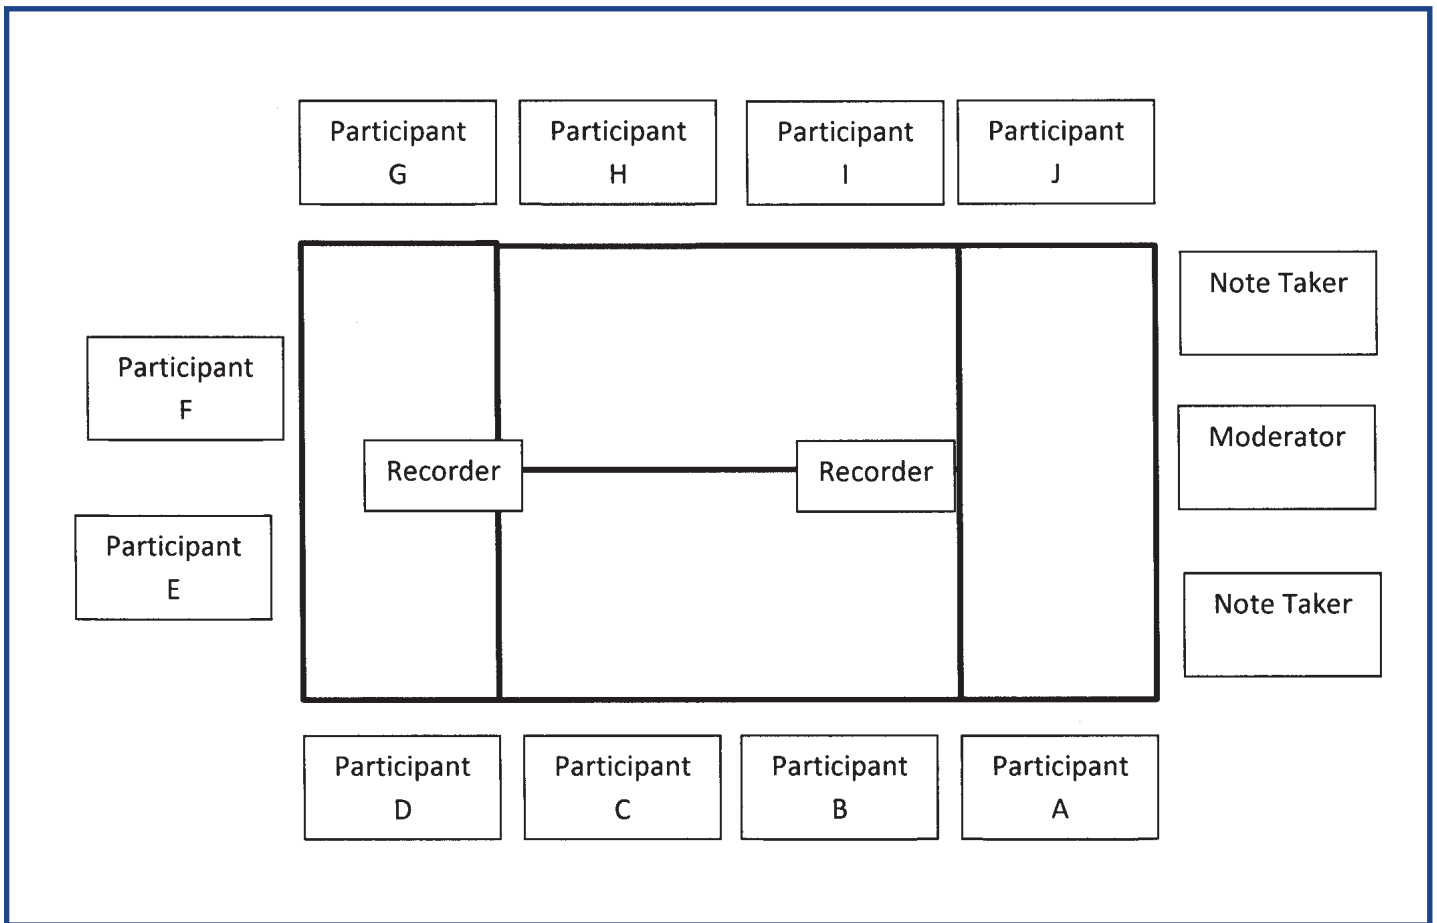 Participant
G
Participant
H
Participant
I
Participant
J
Note Taker
Participant
F
Moderator
Recorder
Recorder
Participant
E
Note Taker
Participant
D
Participant
C
Participant
B
Participant
A